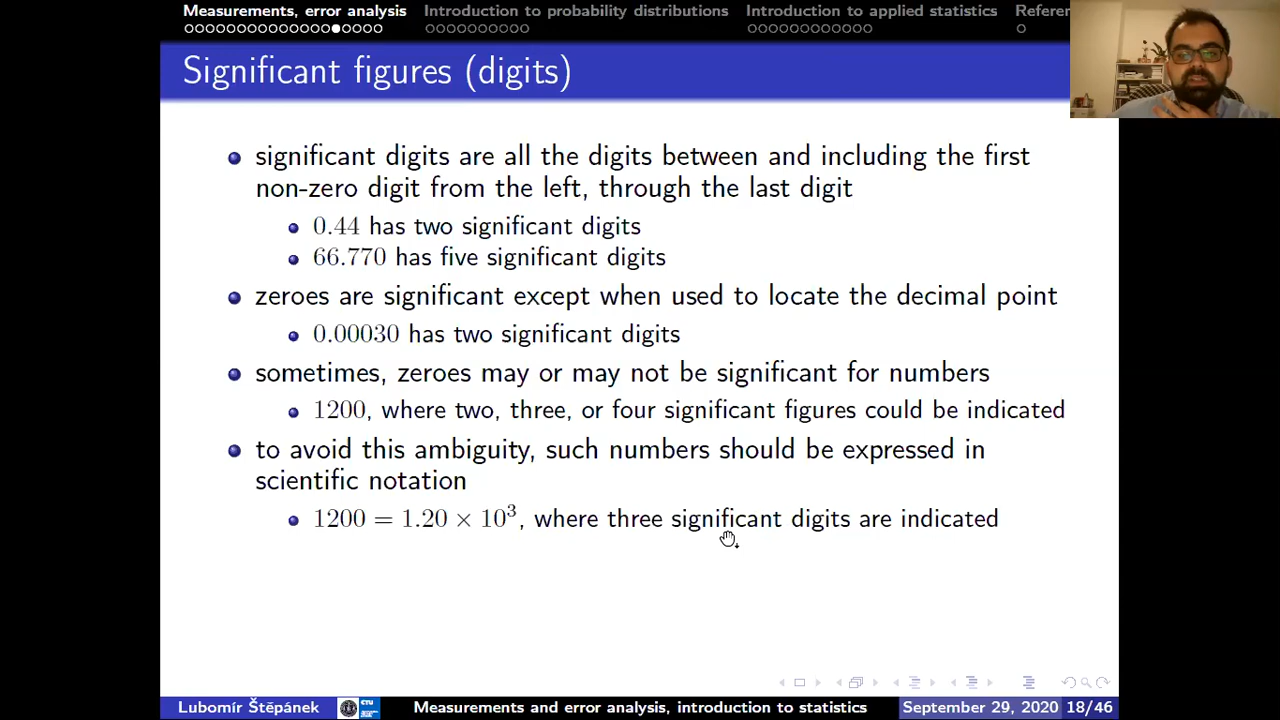 Measurements, error analysis Introduction to probability distributions Introduction to applied statistics Refere
Significant figures (digits)
significant digits are all the digits between and including the first
non-zero digit from the left, through the last digit
0.44 has two significant digits
66.770 has five significant digits
zeroes are significant except when used to locate the decimal point
0.00030 has two significant digits
sometimes, zeroes may or may not be significant for numbers
1200, where two, three, or four significant figures could be indicated
to avoid this ambiguity, such numbers should be expressed in
scientific notation
1200 = 1.20 × 10³, where three significant digits are indicated
Lubomír Štěpánek CTU Measurements and error analysis, introduction to statistics September 29, 2020 18/46